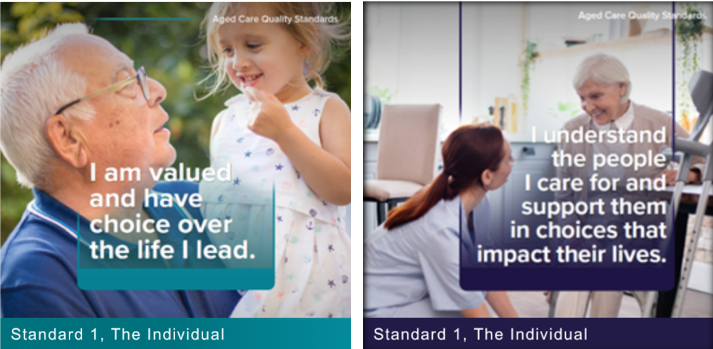 Aged Care Quality Standards
I am valued
and have
choice over
the life I lead.
Standard 1, The Individual
Aged Care Quality Standards
I understand
the people
I care for and
support them
in choices that
impact their lives.
Standard 1, The Individual